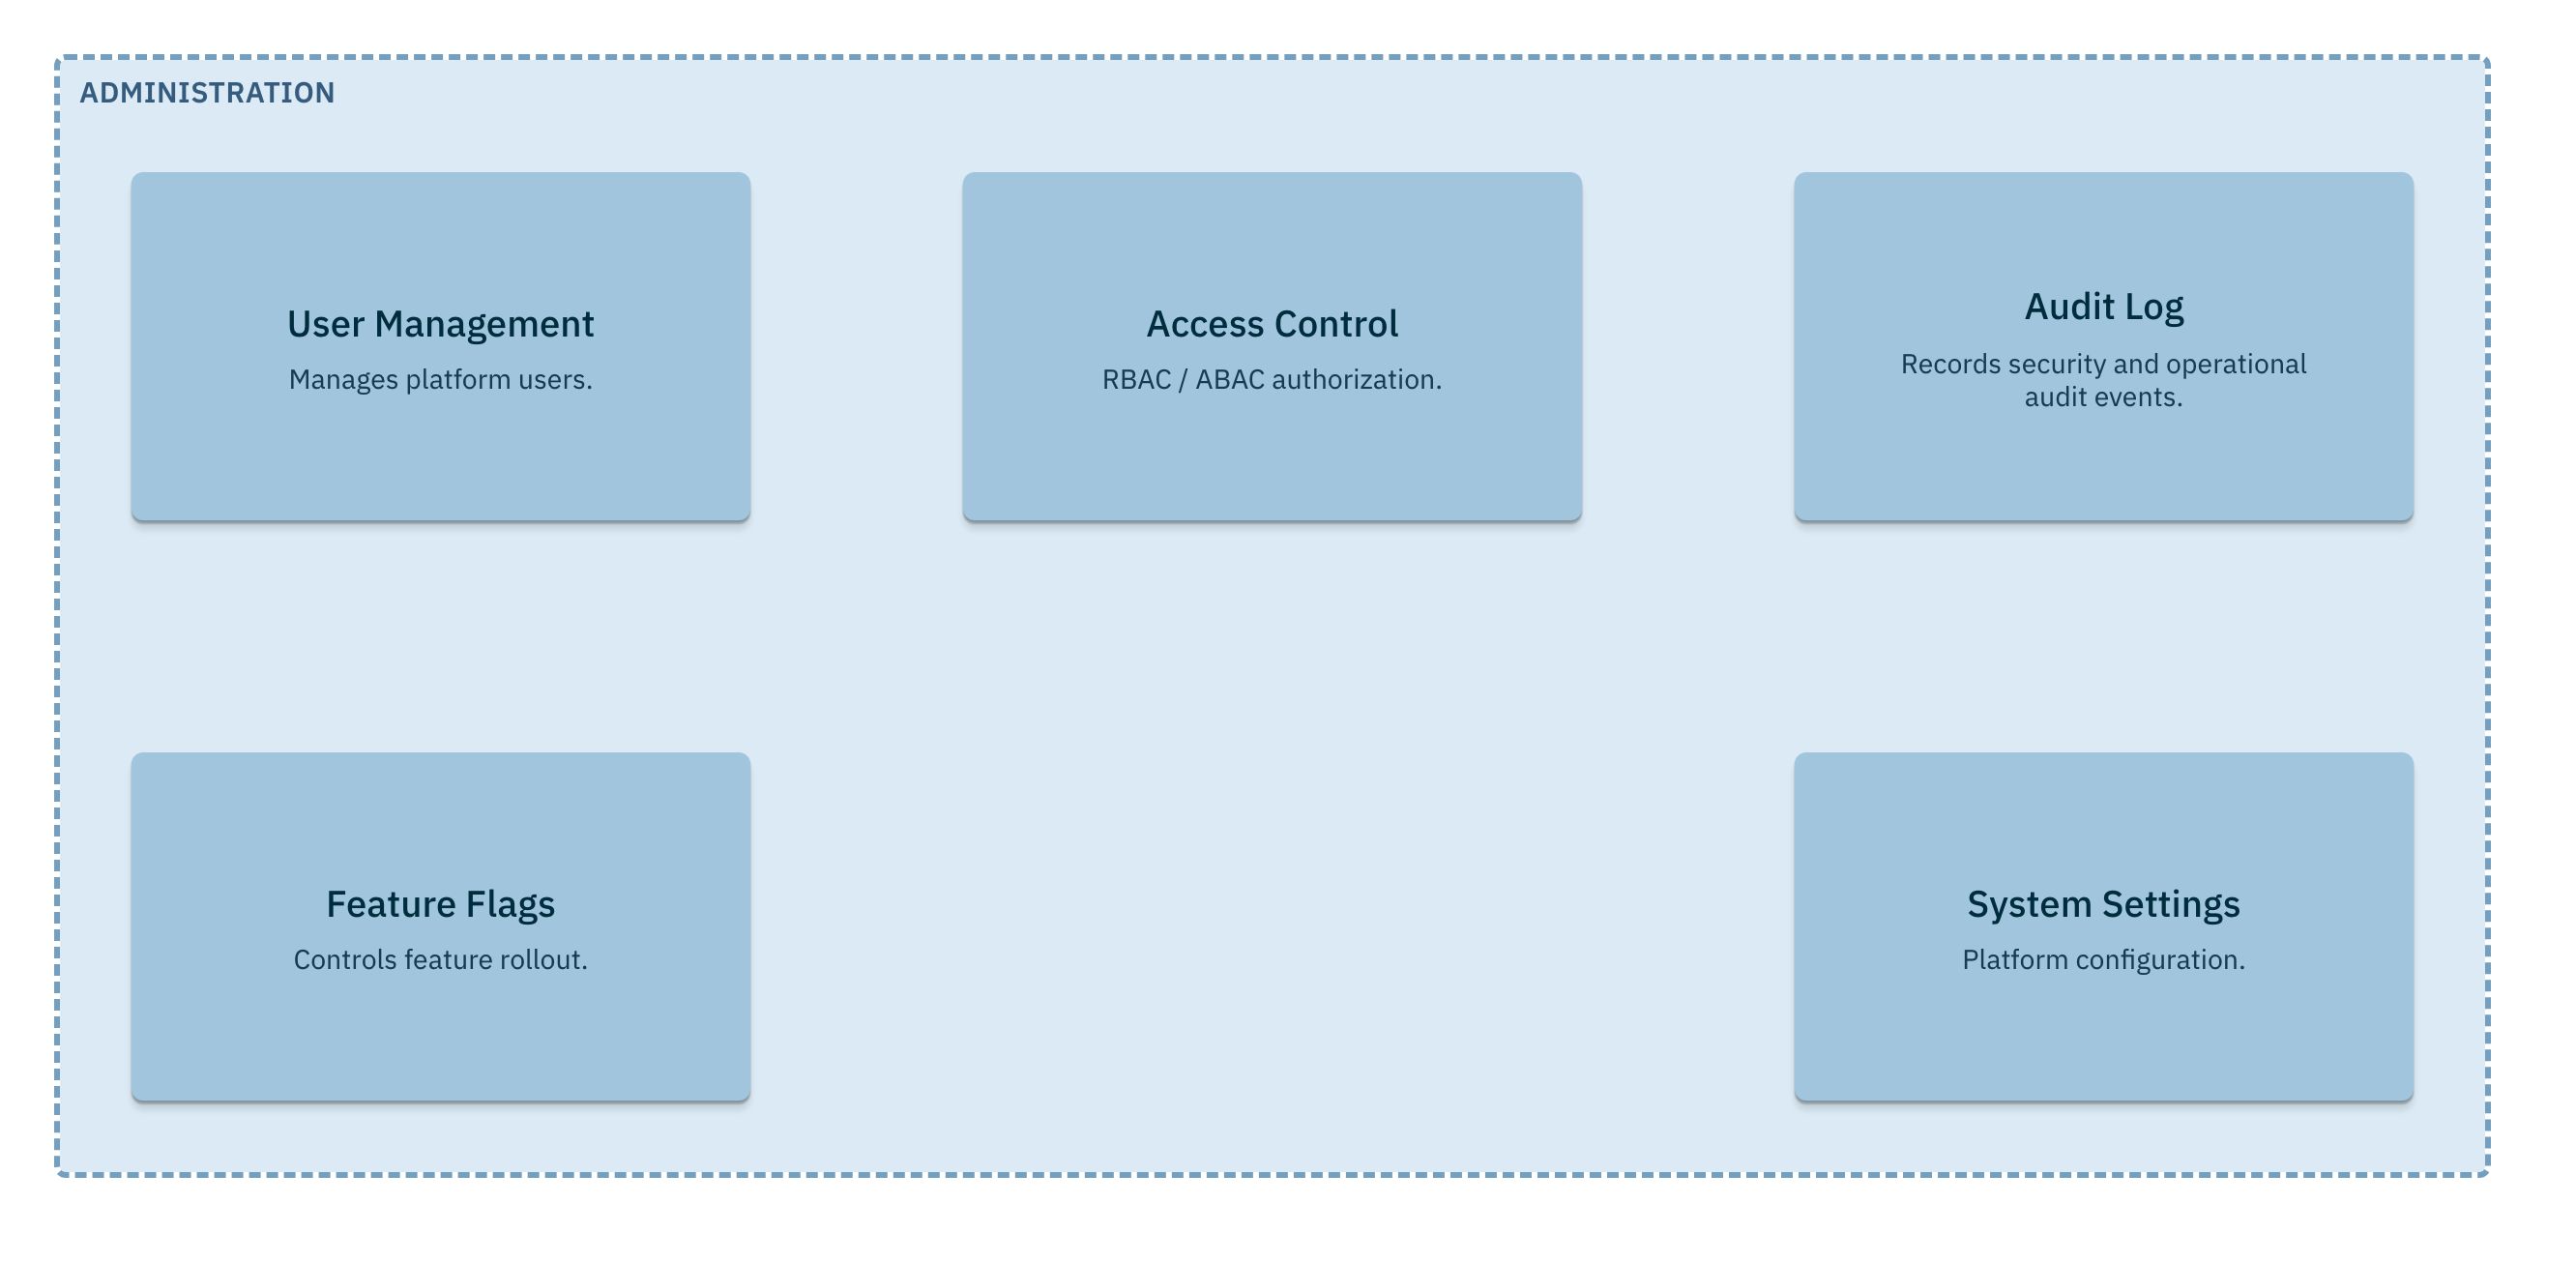 ADMINISTRATION
User Management
Manages platform users.
Access Control
RBAC / ABAC authorization.
Audit Log
Records security and operational
audit events.
Feature Flags
Controls feature rollout.
System Settings
Platform configuration.